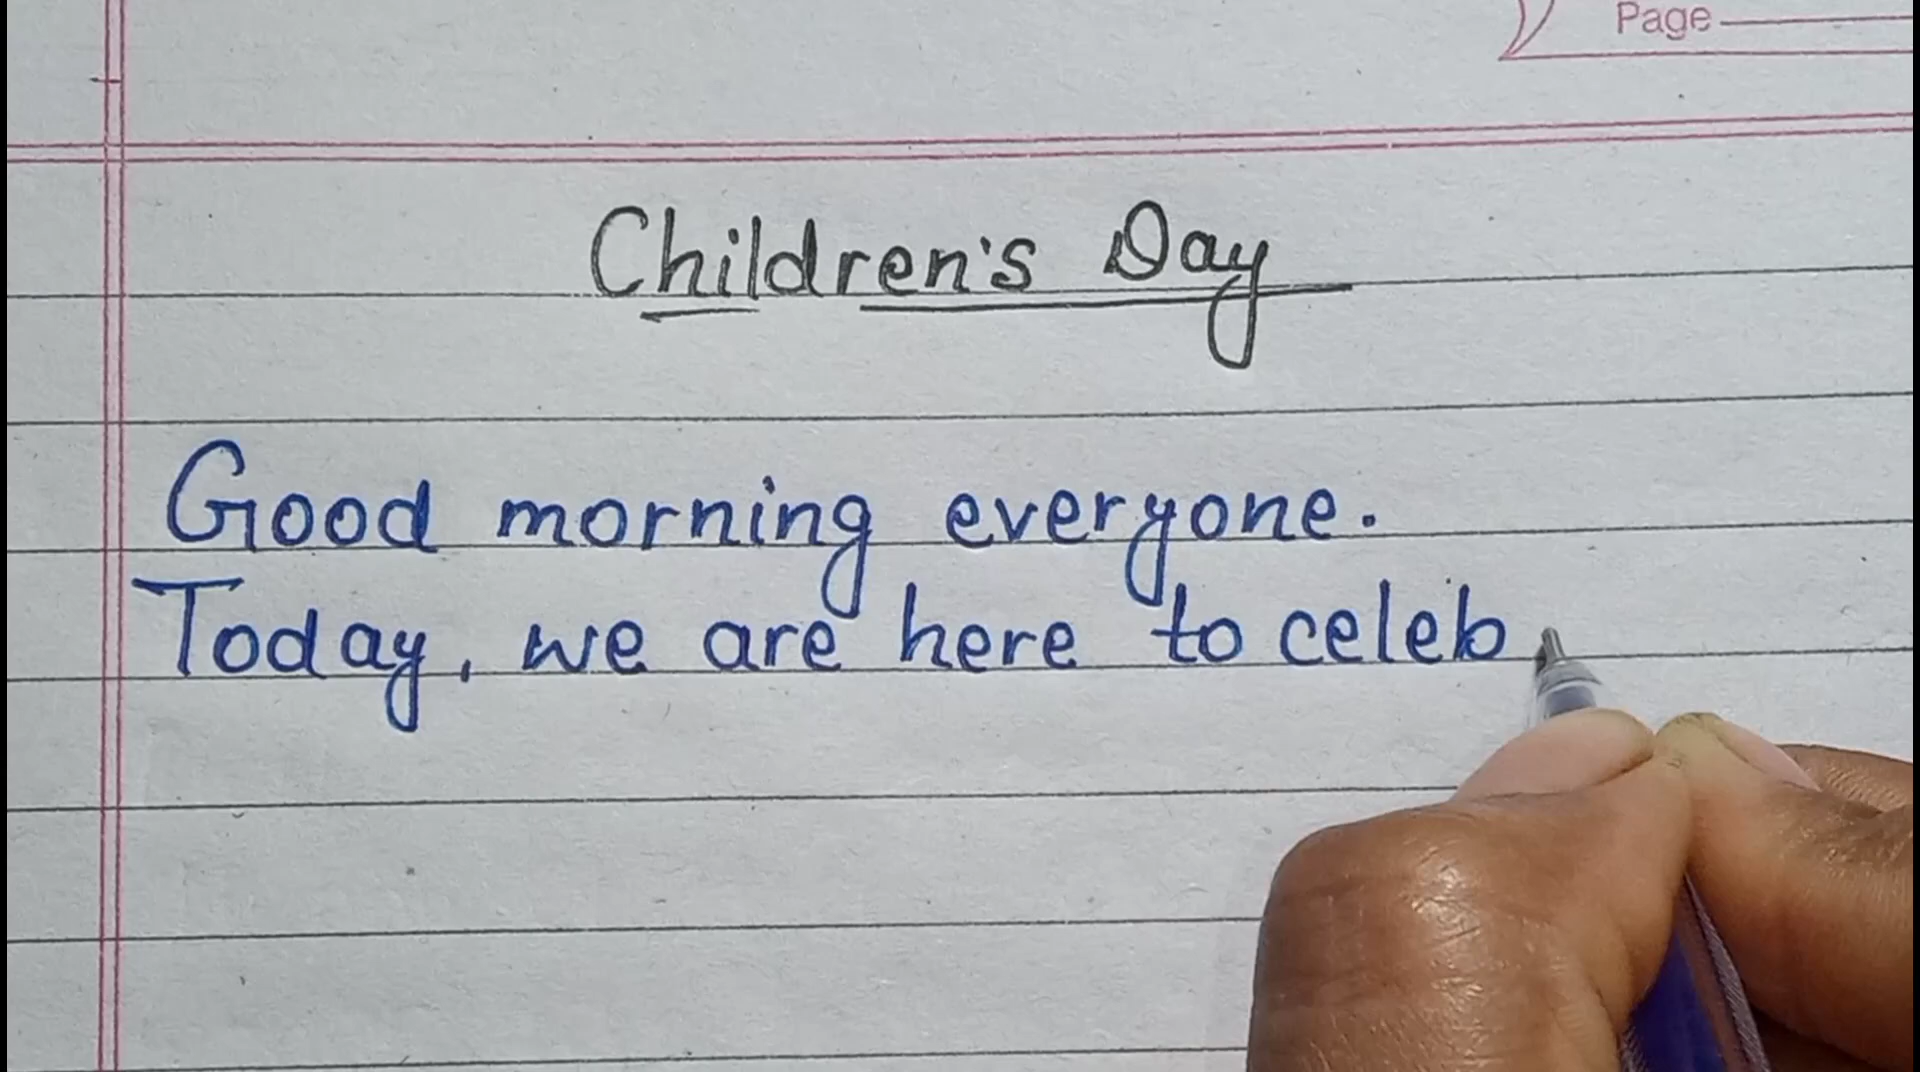 Page
Children's Day
Good morning everyone.
Today, we are here to celeb